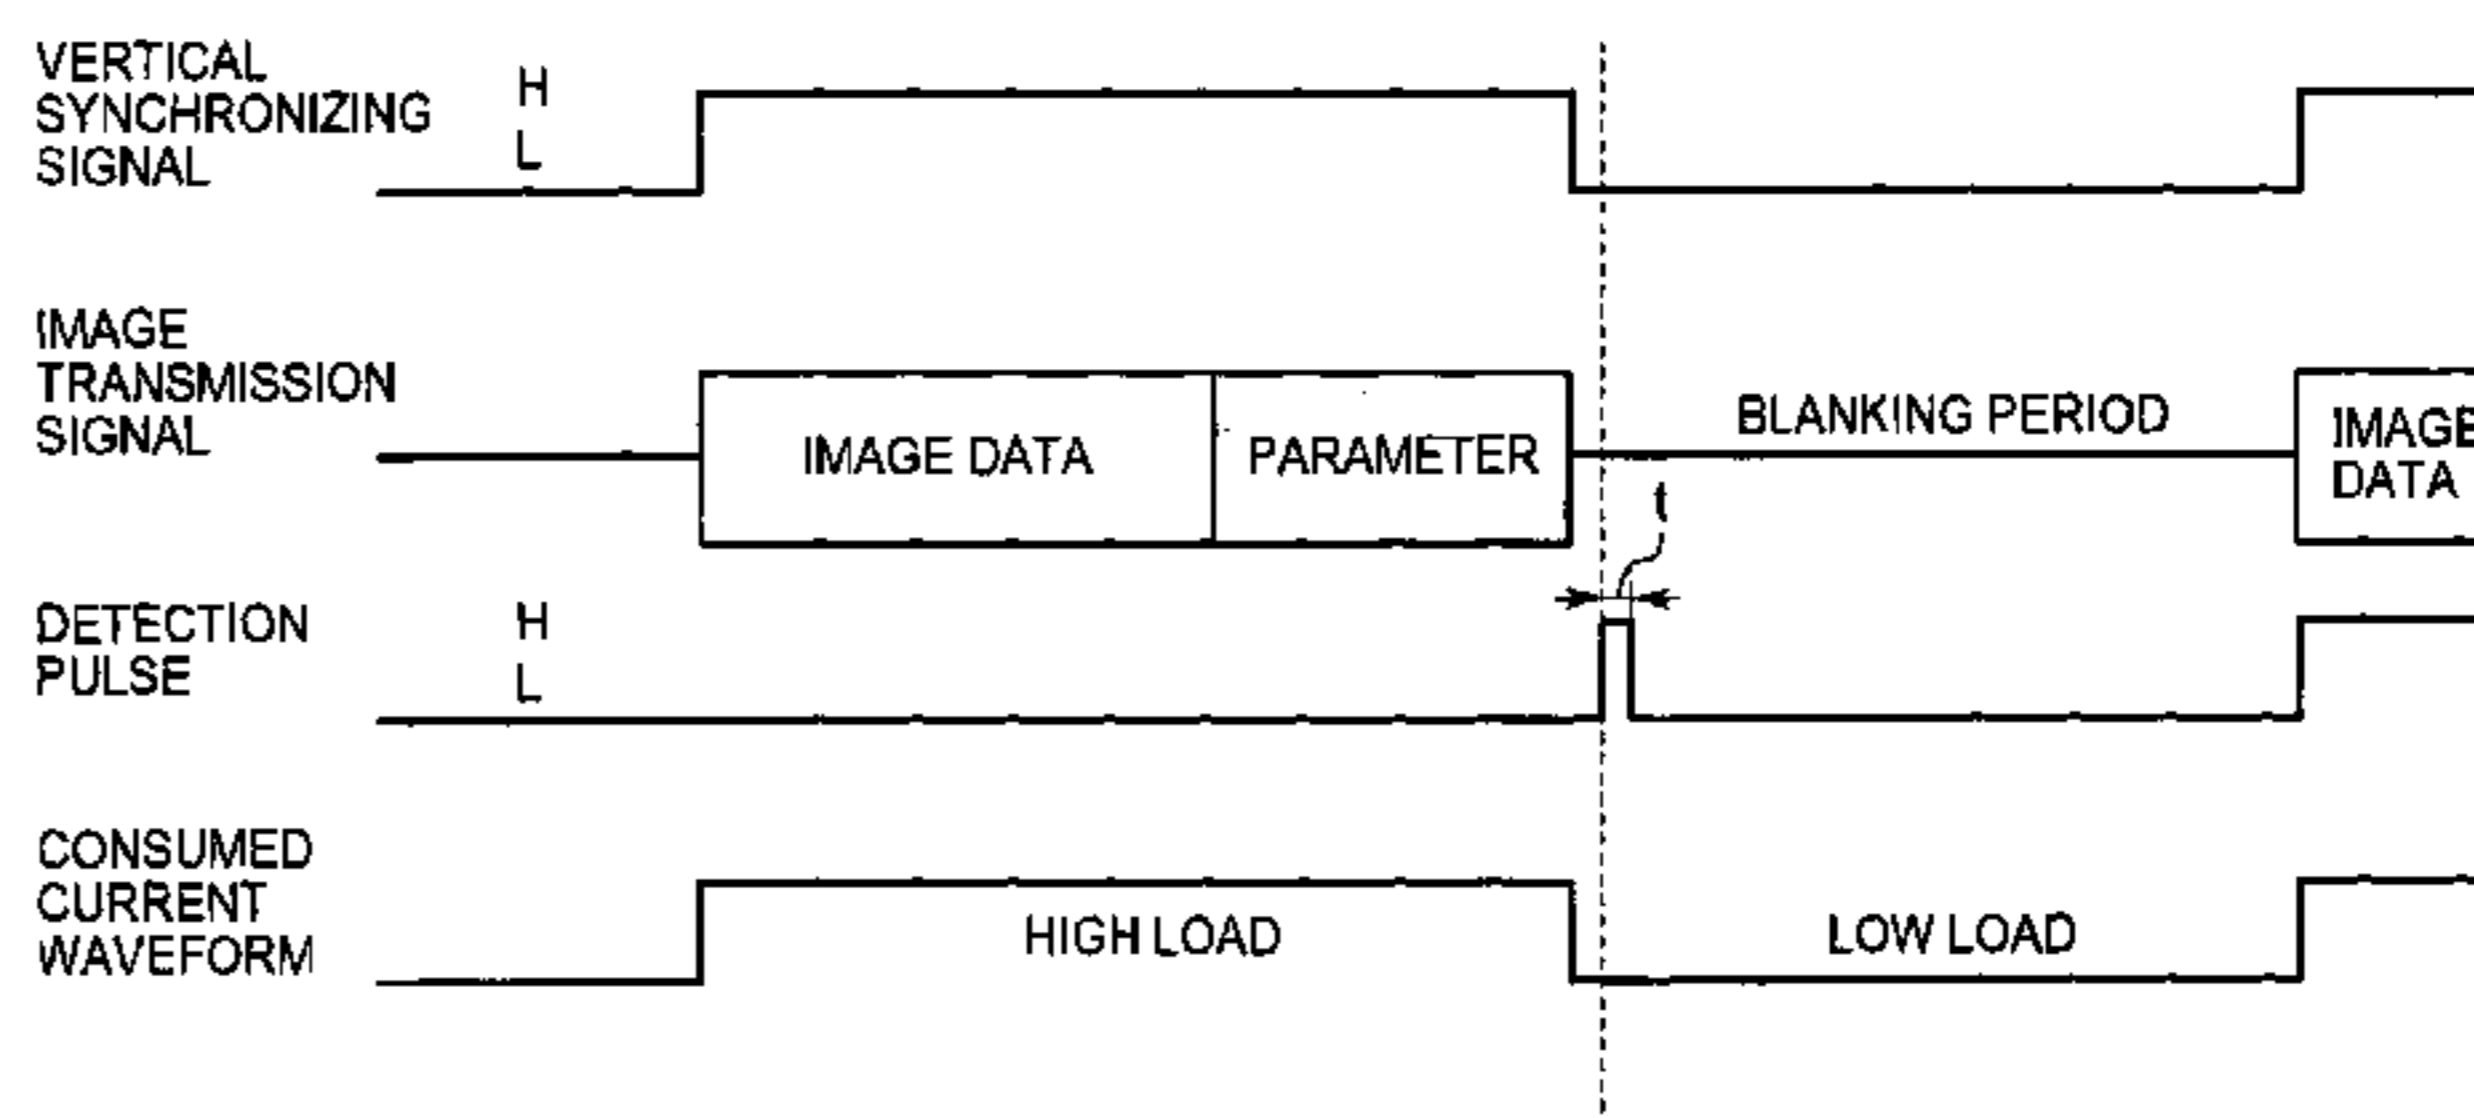 VERTICAL
SYNCHRONIZING
SIGNAL
H
L
IMAGE
TRANSMISSION
SIGNAL
IMAGE DATA
PARAMETER
BLANKING PERIOD
IMAGE
DATA
t
DETECTION
PULSE
H
L
CONSUMED
CURRENT
WAVEFORM
HIGH LOAD
LOW LOAD